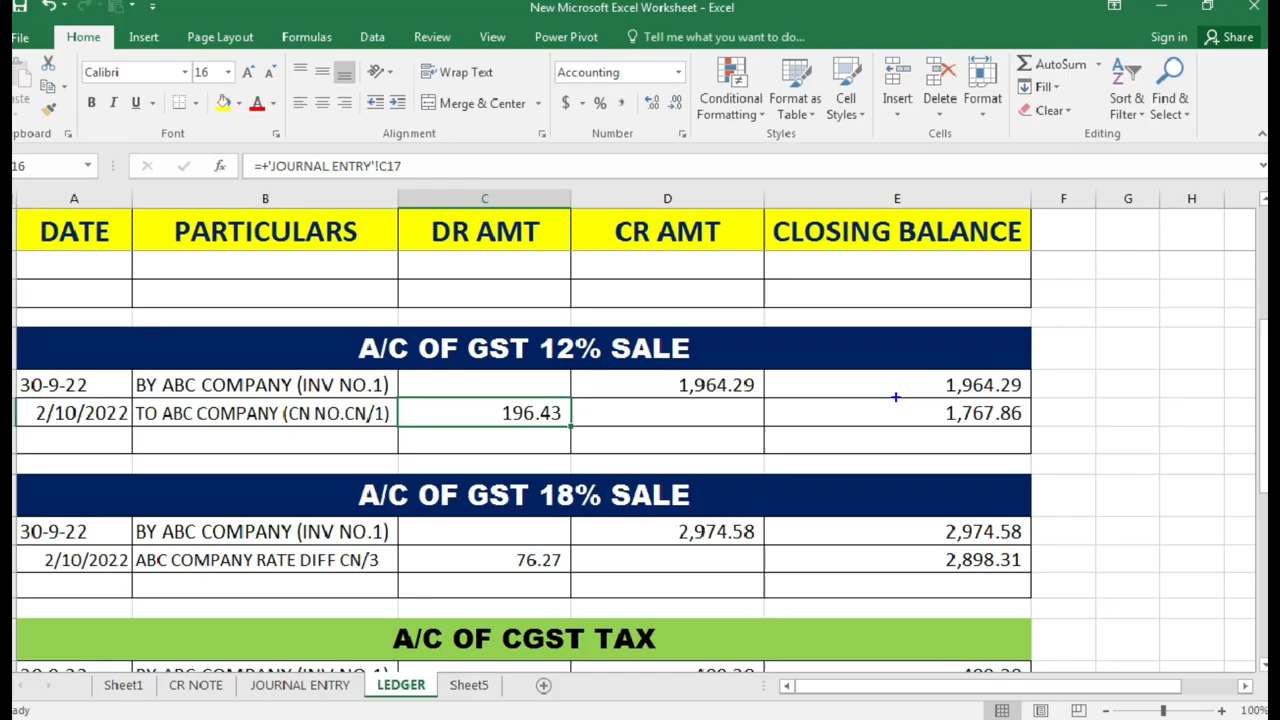 New Microsoft Excel Worksheet - Excel
File Home Insert Page Layout Formulas Data Review View Power Pivot Tell me what you want to do... Sign in Share
Calibri 16 Wrap Text Accounting AutoSum
B I U Merge & Center $ % Conditional Formatting Format as Table Cell Styles Insert Delete Format Fill Clear Sort & Filter Find & Select
Font Alignment Number Styles Cells Editing
16 fx =+'JOURNAL ENTRY'!C17
A B C D E F G H
DATE PARTICULARS DR AMT CR AMT CLOSING BALANCE
A/C OF GST 12% SALE
30-9-22 BY ABC COMPANY (INV NO.1) 1,964.29 1,964.29
2/10/2022 TO ABC COMPANY (CN NO.CN/1) 196.43 1,767.86
A/C OF GST 18% SALE
30-9-22 BY ABC COMPANY (INV NO.1) 2,974.58 2,974.58
2/10/2022 ABC COMPANY RATE DIFF CN/3 76.27 2,898.31
A/C OF CGST TAX
Sheet1 CR NOTE JOURNAL ENTRY LEDGER Sheet5
100%